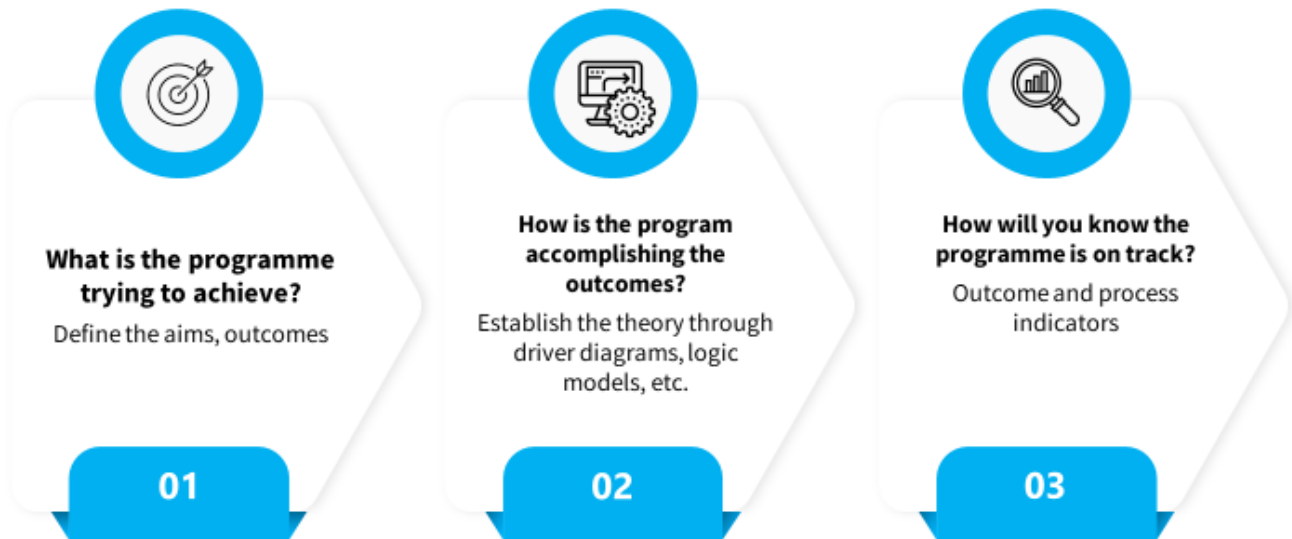 What is the programme
trying to achieve?
Define the aims, outcomes
01
How is the program
accomplishing the
outcomes?
Establish the theory through
driver diagrams, logic
models, etc.
02
How will you know the
programme is on track?
Outcome and process
indicators
03